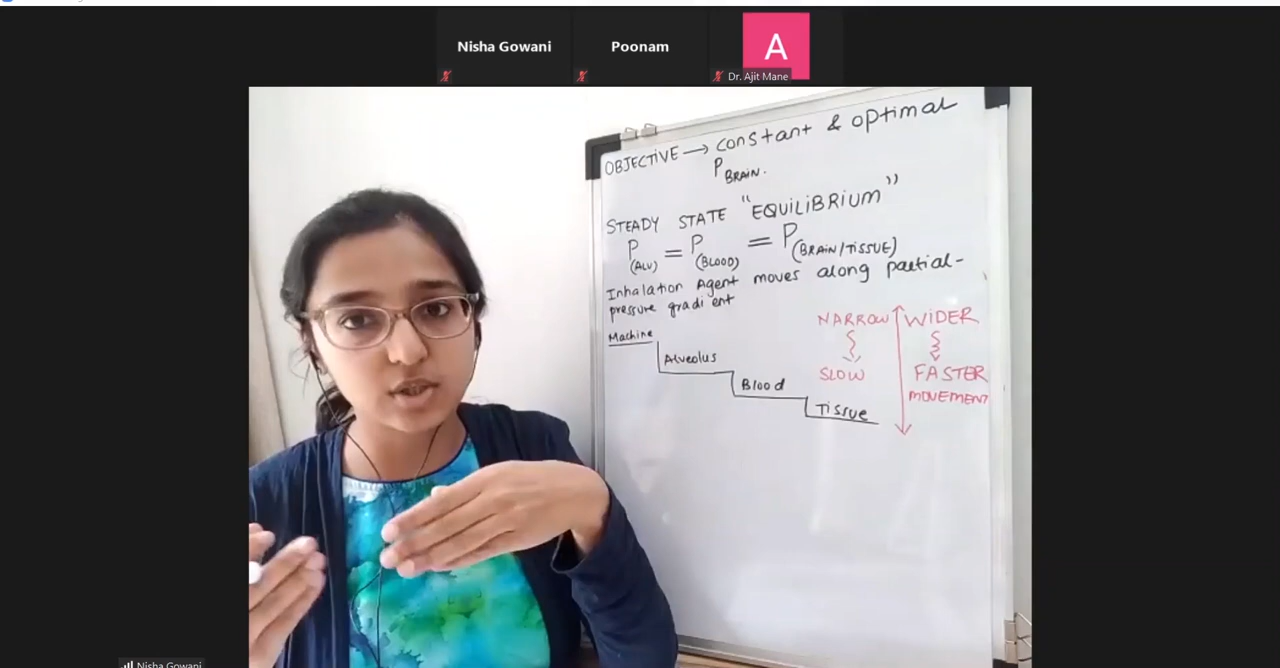 Nisha Gowani
Poonam
A
Dr. Ajit Mane
OBJECTIVE → constant & optimal
P BRAIN.
STEADY STATE "EQUILIBRIUM"
P (ALV) = P (BLOOD) = P (BRAIN/TISSUE)
Inhalation Agent moves along partial-
pressure gradient
Machine
Alveolus
Blood
Tissue
NARROW
SLOW
WIDER
FASTER
MOVEMENT
Nisha Gowani